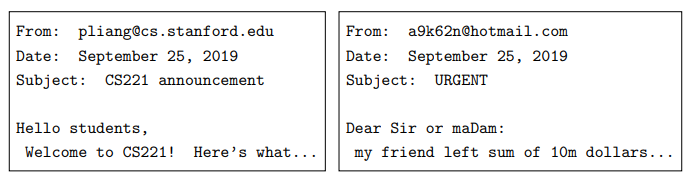 From: pliang@cs.stanford.edu
Date: September 25, 2019
Subject: CS221 announcement
Hello students,
Welcome to CS221! Here's what...
From: a9k62n@hotmail.com
Date: September 25, 2019
Subject: URGENT
Dear Sir or maDam:
my friend left sum of 10m dollars...